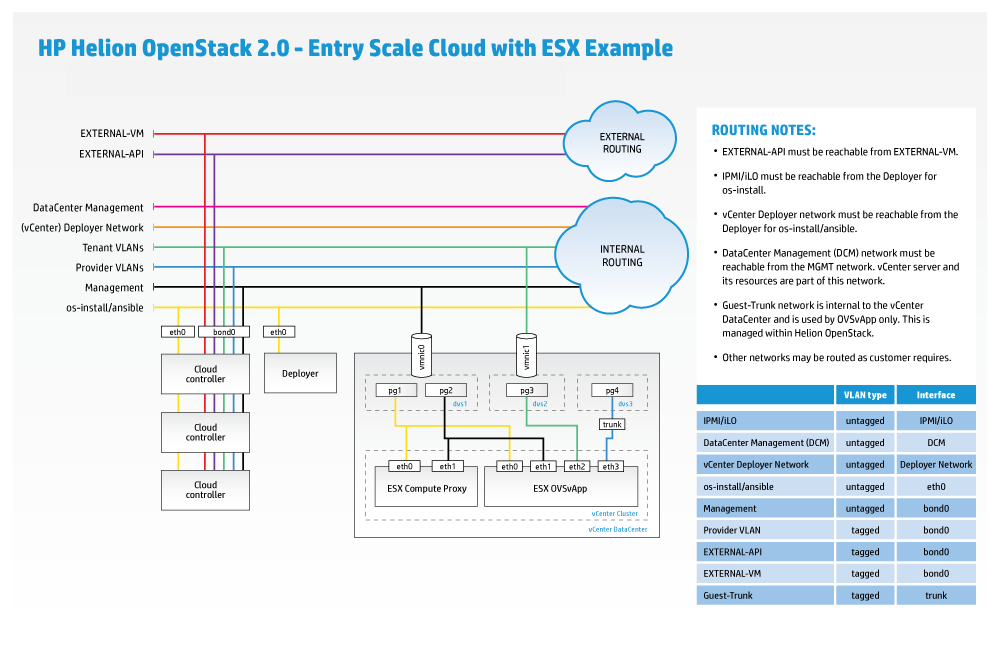 HP Helion OpenStack 2.0 - Entry Scale Cloud with ESX Example
EXTERNAL-VM
EXTERNAL-API
EXTERNAL
ROUTING
DataCenter Management
(vCenter) Deployer Network
Tenant VLANs
Provider VLANs
Management
os-install/ansible
INTERNAL
ROUTING
eth0
bond0
eth0
Cloud
controller
Deployer
Cloud
controller
Cloud
controller
vmnic0
vmnic1
pg1
pg2
pg3
pg4
dvs1
dvs2
dvs3
trunk
eth0
eth1
eth0
eth1
eth2
eth3
ESX Compute Proxy
ESX OVSvApp
vCenter Cluster
vCenter DataCenter
ROUTING NOTES:
• EXTERNAL-API must be reachable from EXTERNAL-VM.
• IPMI/iLO must be reachable from the Deployer for
os-install.
• vCenter Deployer network must be reachable from the
Deployer for os-install/ansible.
• DataCenter Management (DCM) network must be
reachable from the MGMT network. vCenter server and
its resources are part of this network.
• Guest-Trunk network is internal to the vCenter
DataCenter and is used by OVSvApp only. This is
managed within Helion OpenStack.
• Other networks may be routed as customer requires.
VLAN type Interface
IPMI/iLO untagged IPMI/iLO
DataCenter Management (DCM) untagged DCM
vCenter Deployer Network untagged Deployer Network
os-install/ansible untagged eth0
Management untagged bond0
Provider VLAN tagged bond0
EXTERNAL-API tagged bond0
EXTERNAL-VM tagged bond0
Guest-Trunk tagged trunk